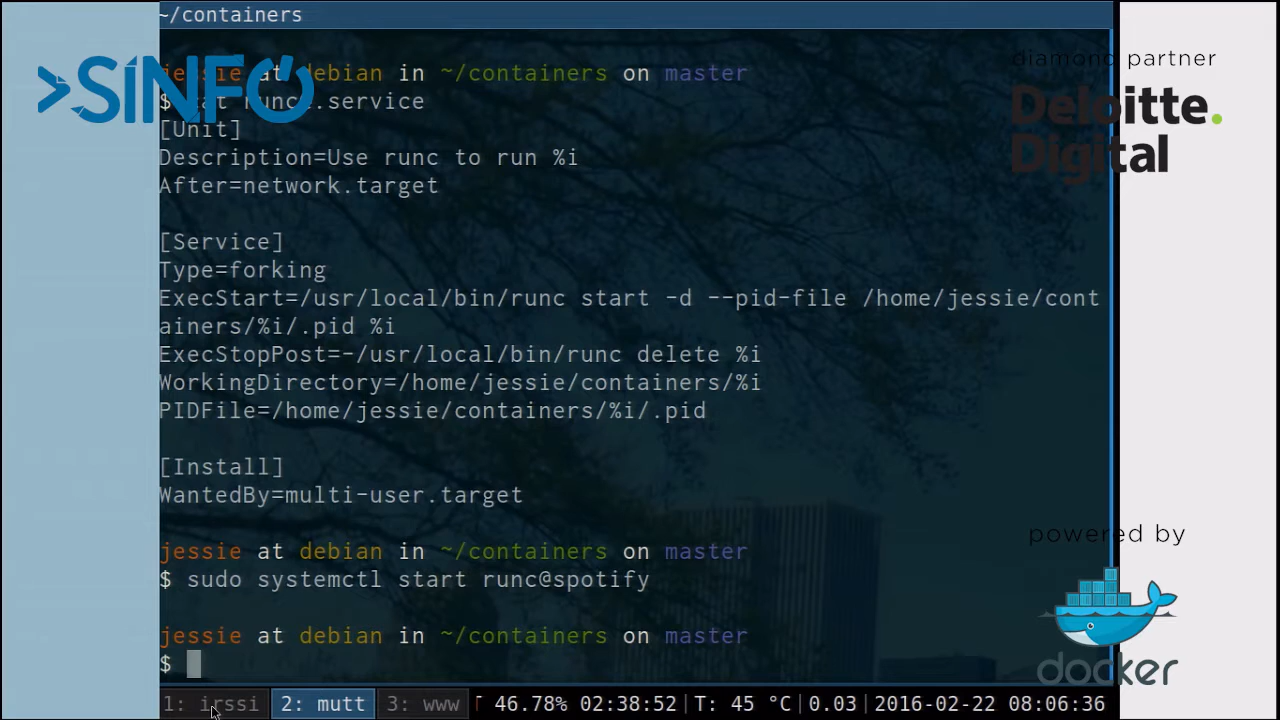 ~/containers
jessie at debian in ~/containers on master
$ cat runc@.service
[Unit]
Description=Use runc to run %i
After=network.target
[Service]
Type=forking
ExecStart=/usr/local/bin/runc start -d --pid-file /home/jessie/cont
ainers/%i/.pid %i
ExecStopPost=-/usr/local/bin/runc delete %i
WorkingDirectory=/home/jessie/containers/%i
PIDFile=/home/jessie/containers/%i/.pid
[Install]
WantedBy=multi-user.target
jessie at debian in ~/containers on master
$ sudo systemctl start runc@spotify
jessie at debian in ~/containers on master
$
1: irssi 2: mutt 3: www 46.78% 02:38:52 T: 45 °C 0.03 2016-02-22 08:06:36
>SINFO
diamond partner
Deloitte.
Digital
powered by
docker